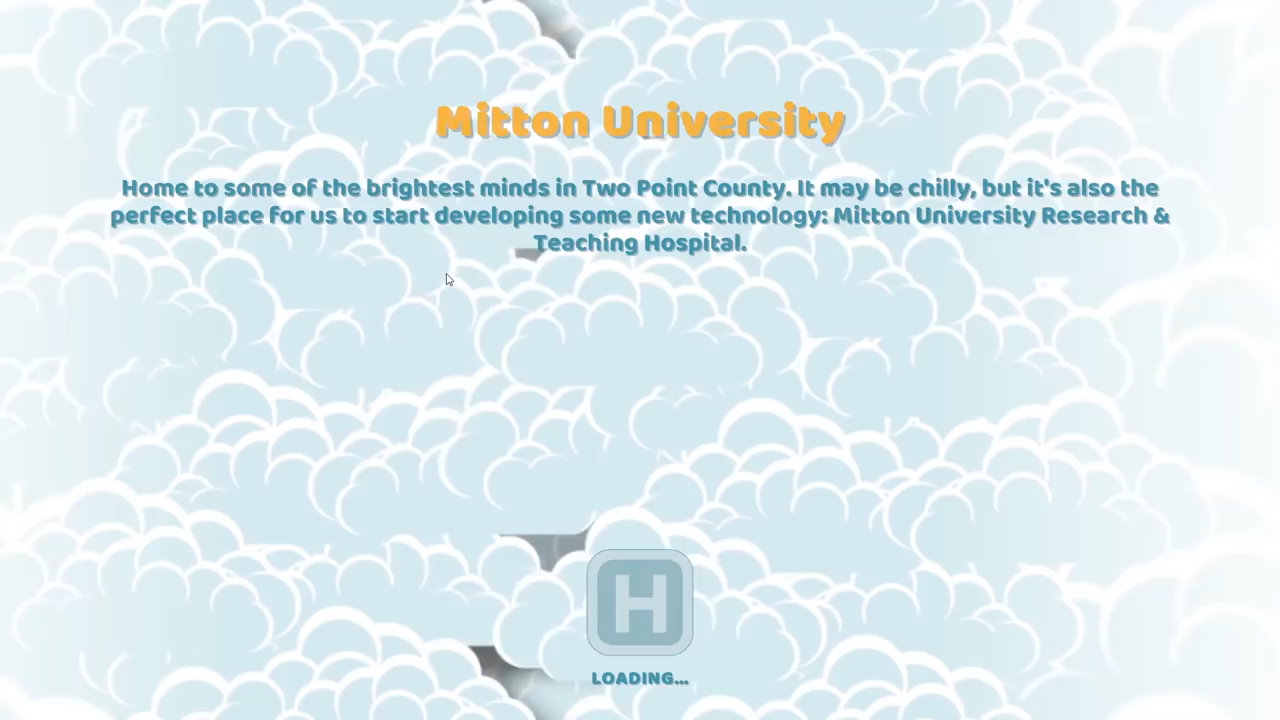 Mitton University
Home to some of the brightest minds in Two Point County. It may be chilly, but it's also the
perfect place for us to start developing some new technology: Mitton University Research &
Teaching Hospital.
H
LOADING...